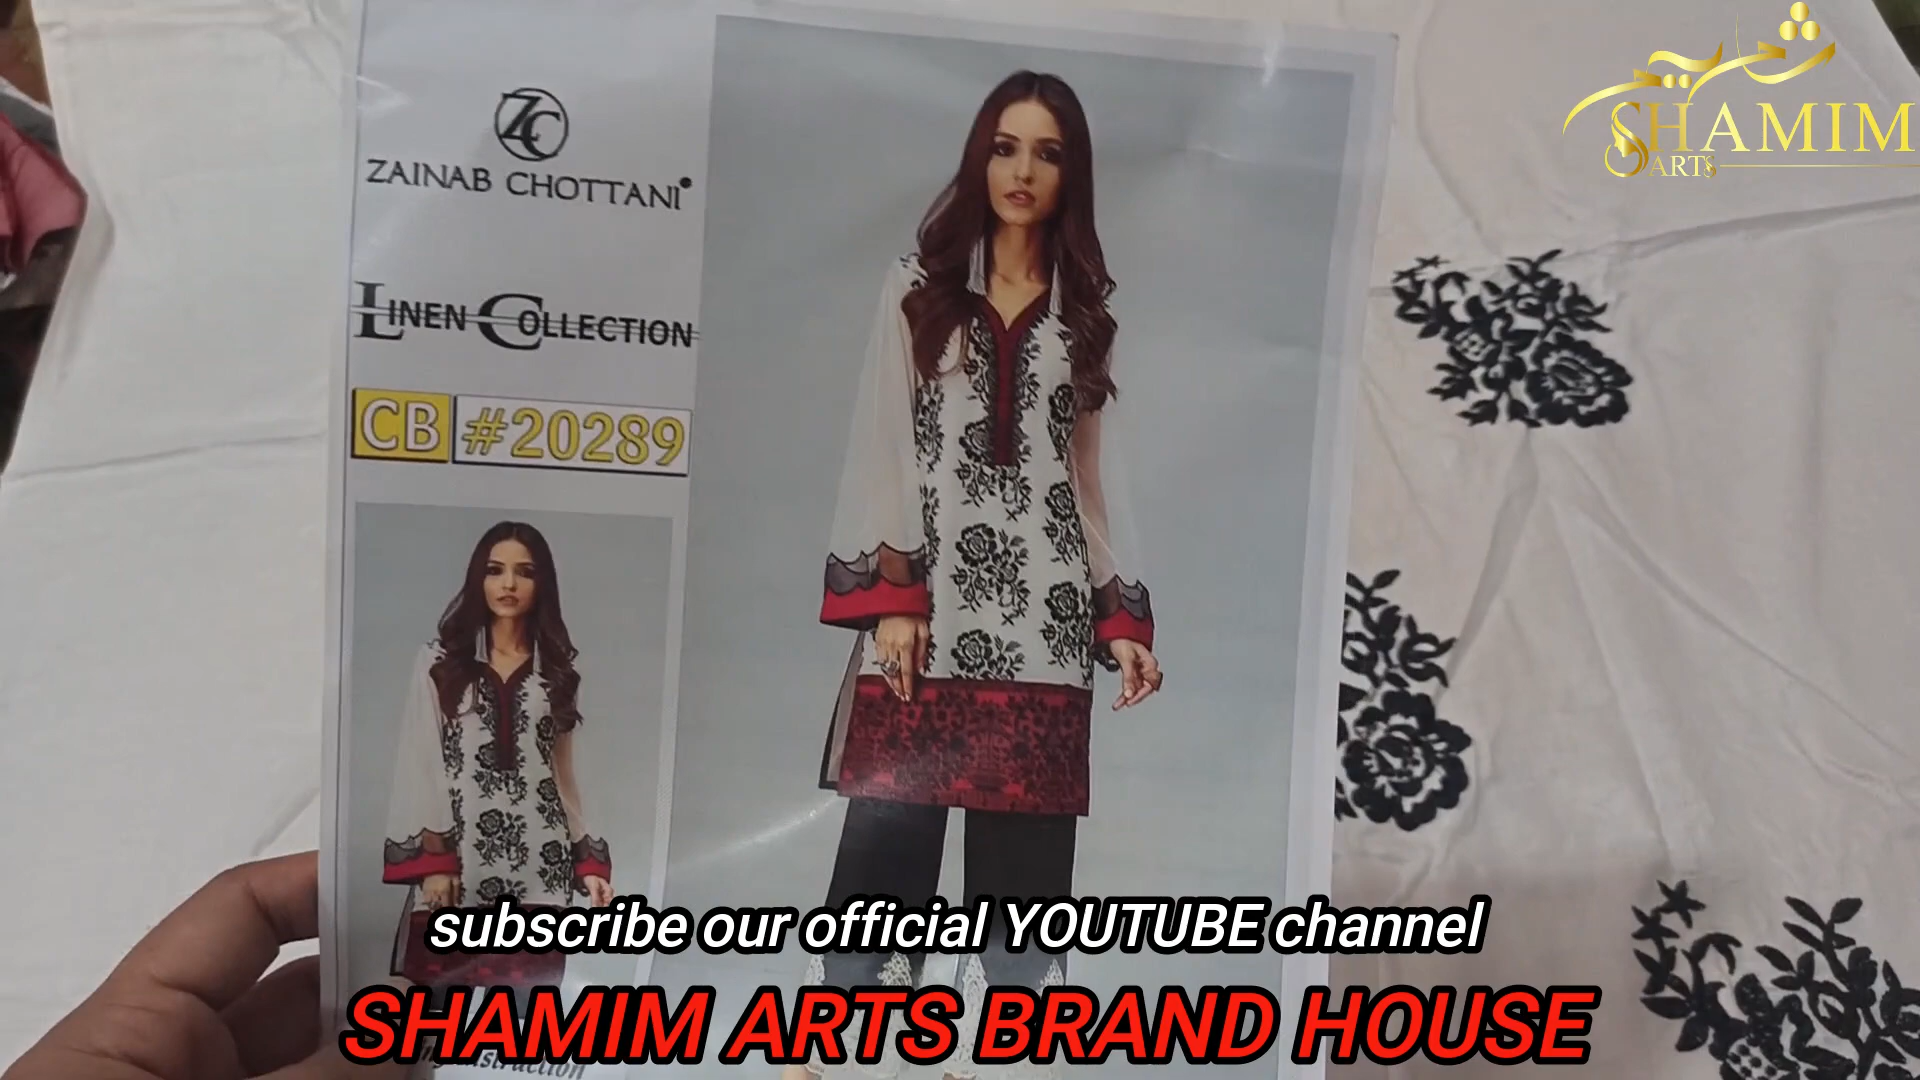 ZC
ZAINAB CHOTTANI
LINEN COLLECTION
CB #20289
SHAMIM
ARTS
subscribe our official YOUTUBE channel
SHAMIM ARTS BRAND HOUSE